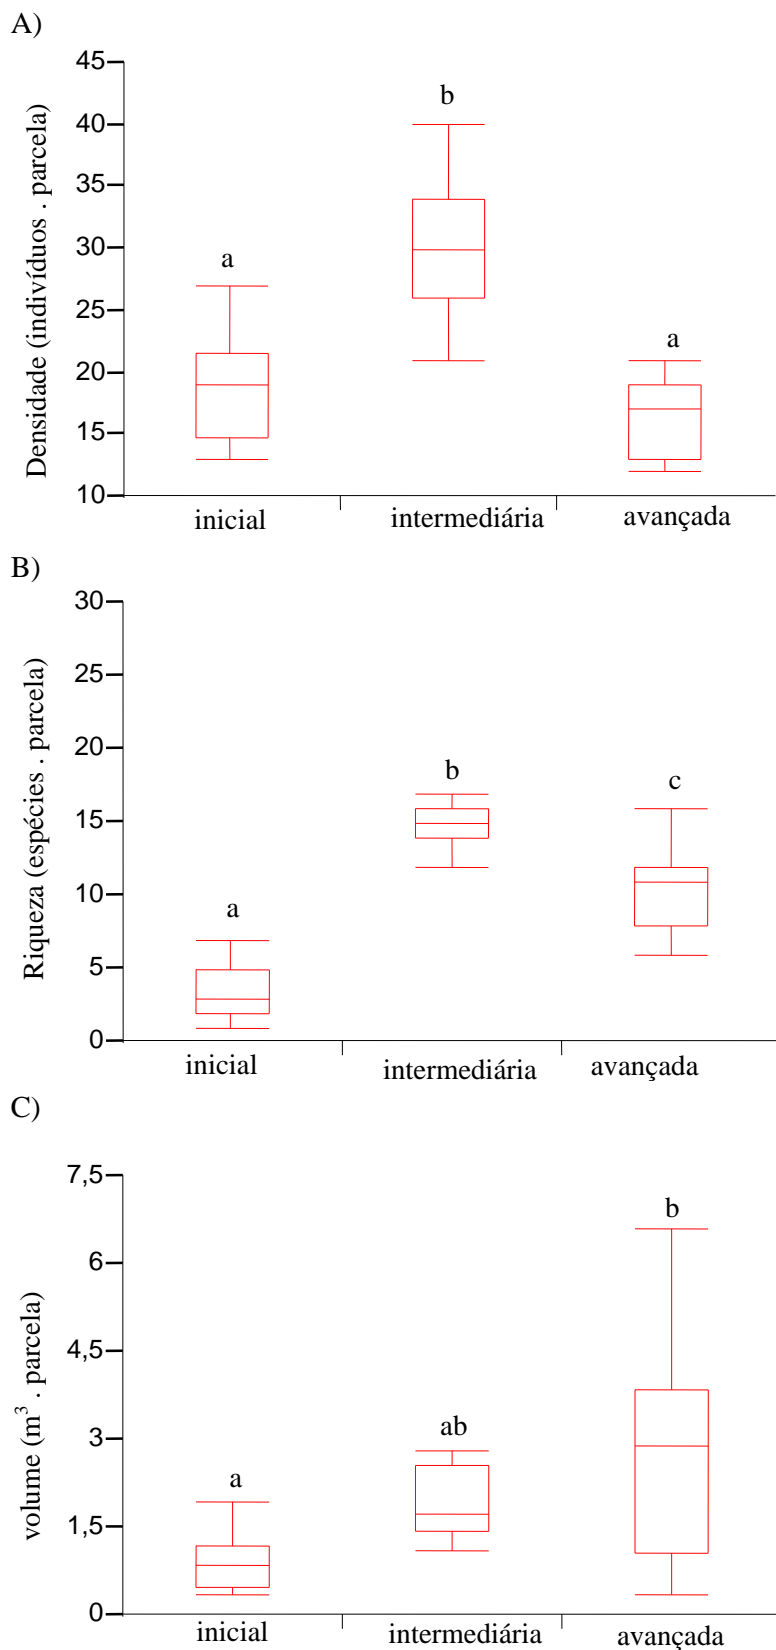 A)
Densidade (indivíduos . parcela)
45
40
35
30
25
20
15
10
a
b
a
inicial
intermediária
avançada
B)
Riqueza (espécies . parcela)
30
25
20
15
10
5
0
a
b
c
inicial
intermediária
avançada
C)
volume (m³ . parcela)
7,5
6
4,5
3
1,5
0
a
ab
b
inicial
intermediária
avançada